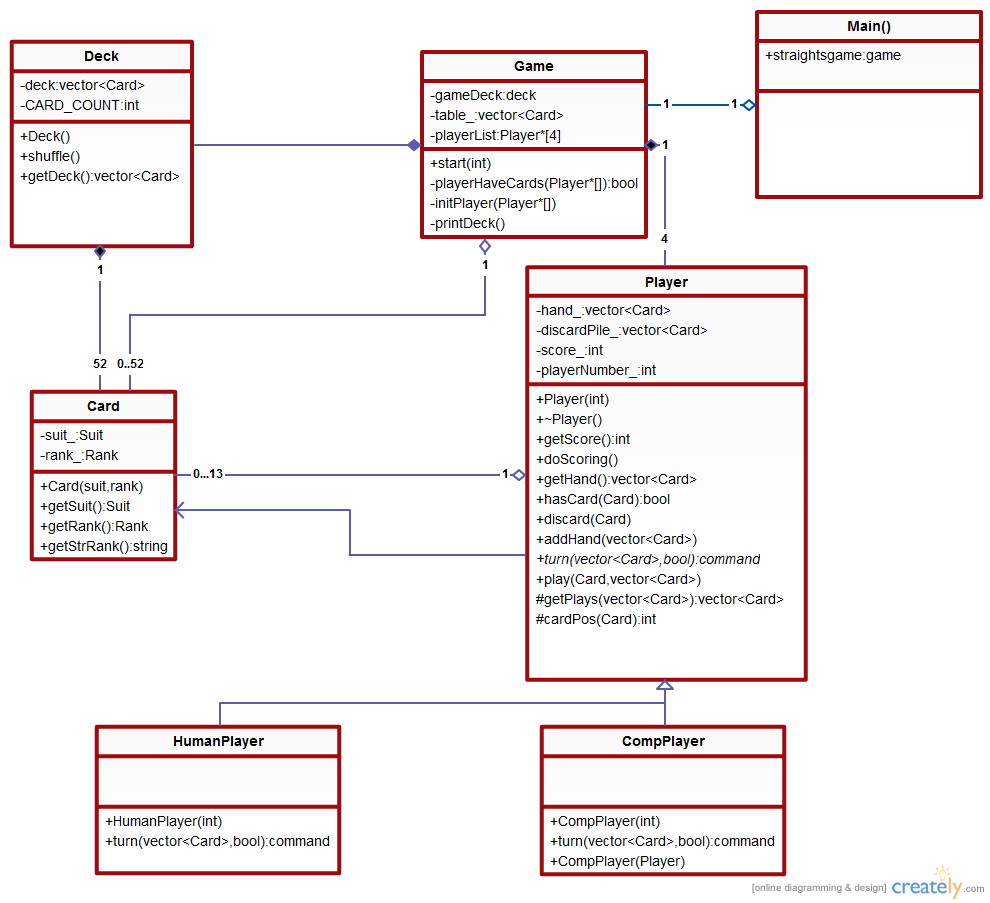 Main()
+straightsgame:game
Deck
-deck:vector<Card>
-CARD_COUNT:int
+Deck()
+shuffle()
+getDeck():vector<Card>
Game
-gameDeck:deck
-table_:vector<Card>
-playerList:Player*[4]
+start(int)
-playerHaveCards(Player*[]):bool
-initPlayer(Player*[])
-printDeck()
1
1
1
4
1
1
52
0..52
Player
-hand_:vector<Card>
-discardPile_:vector<Card>
-score_:int
-playerNumber_:int
+Player(int)
+~Player()
+getScore():int
+doScoring()
+getHand():vector<Card>
+hasCard(Card):bool
+discard(Card)
+addHand(vector<Card>)
+turn(vector<Card>,bool):command
+play(Card,vector<Card>)
#getPlays(vector<Card>):vector<Card>
#cardPos(Card):int
Card
-suit_:Suit
-rank_:Rank
+Card(suit,rank)
+getSuit():Suit
+getRank():Rank
+getStrRank():string
0...13
1
HumanPlayer
+HumanPlayer(int)
+turn(vector<Card>,bool):command
CompPlayer
+CompPlayer(int)
+turn(vector<Card>,bool):command
+CompPlayer(Player)
[online diagramming & design] creately.com